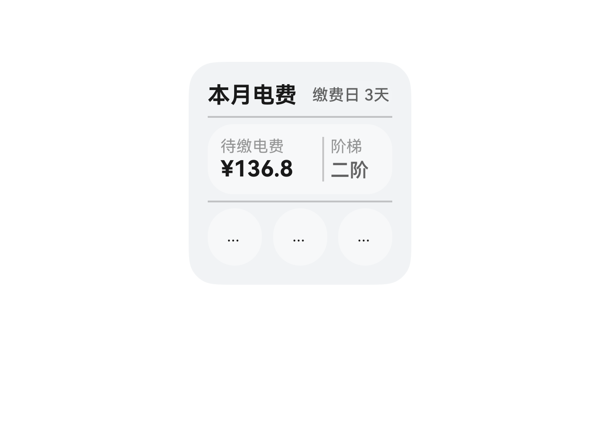 本月电费 缴费日 3天
待缴电费 阶梯
¥136.8 二阶
... ... ...